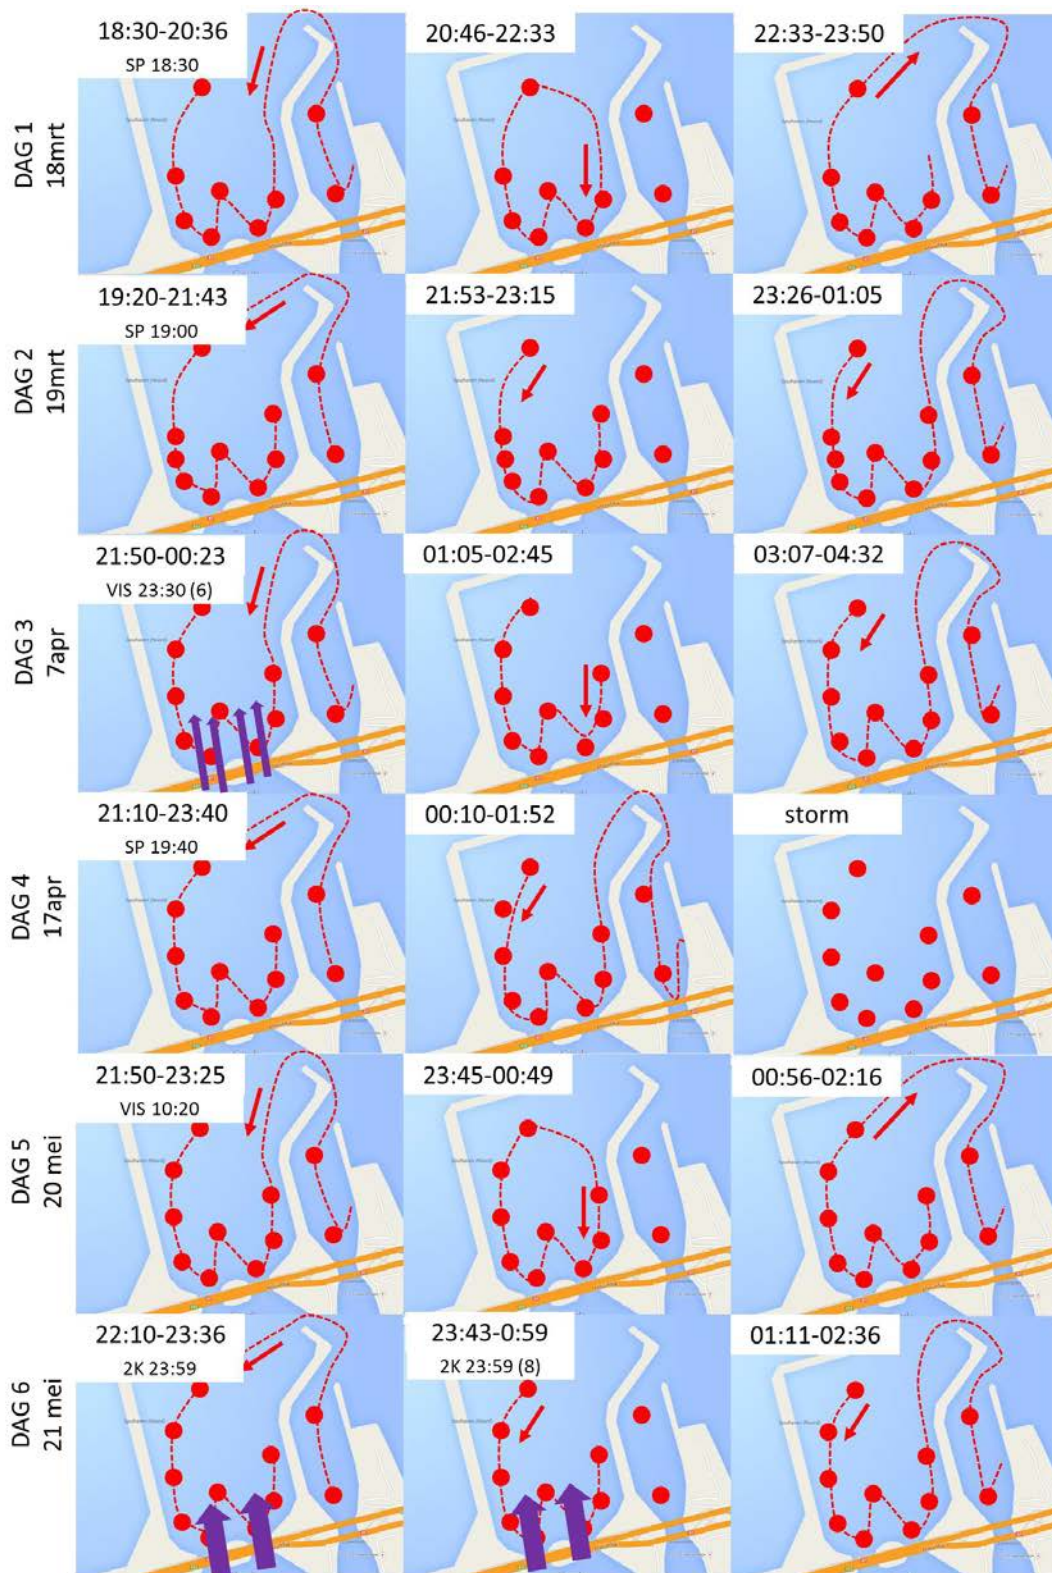 18:30-20:36
SP 18:30
20:46-22:33
22:33-23:50
DAG 1
18mrt
19:20-21:43
SP 19:00
21:53-23:15
23:26-01:05
DAG 2
19mrt
21:50-00:23
VIS 23:30 (6)
01:05-02:45
03:07-04:32
DAG 3
7apr
21:10-23:40
SP 19:40
00:10-01:52
storm
DAG 4
17apr
21:50-23:25
VIS 10:20
23:45-00:49
00:56-02:16
DAG 5
20 mei
22:10-23:36
2K 23:59
23:43-0:59
2K 23:59 (8)
01:11-02:36
DAG 6
21 mei